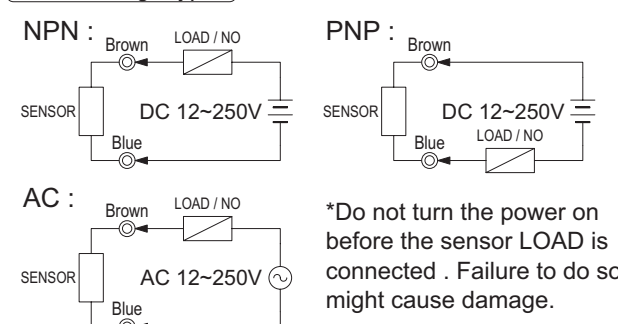 NPN :
Brown
LOAD / NO
SENSOR
DC 12~250V
Blue
PNP :
Brown
SENSOR
DC 12~250V
LOAD / NO
Blue
AC :
Brown
LOAD / NO
SENSOR
AC 12~250V
Blue
*Do not turn the power on
before the sensor LOAD is
connected . Failure to do so
might cause damage.